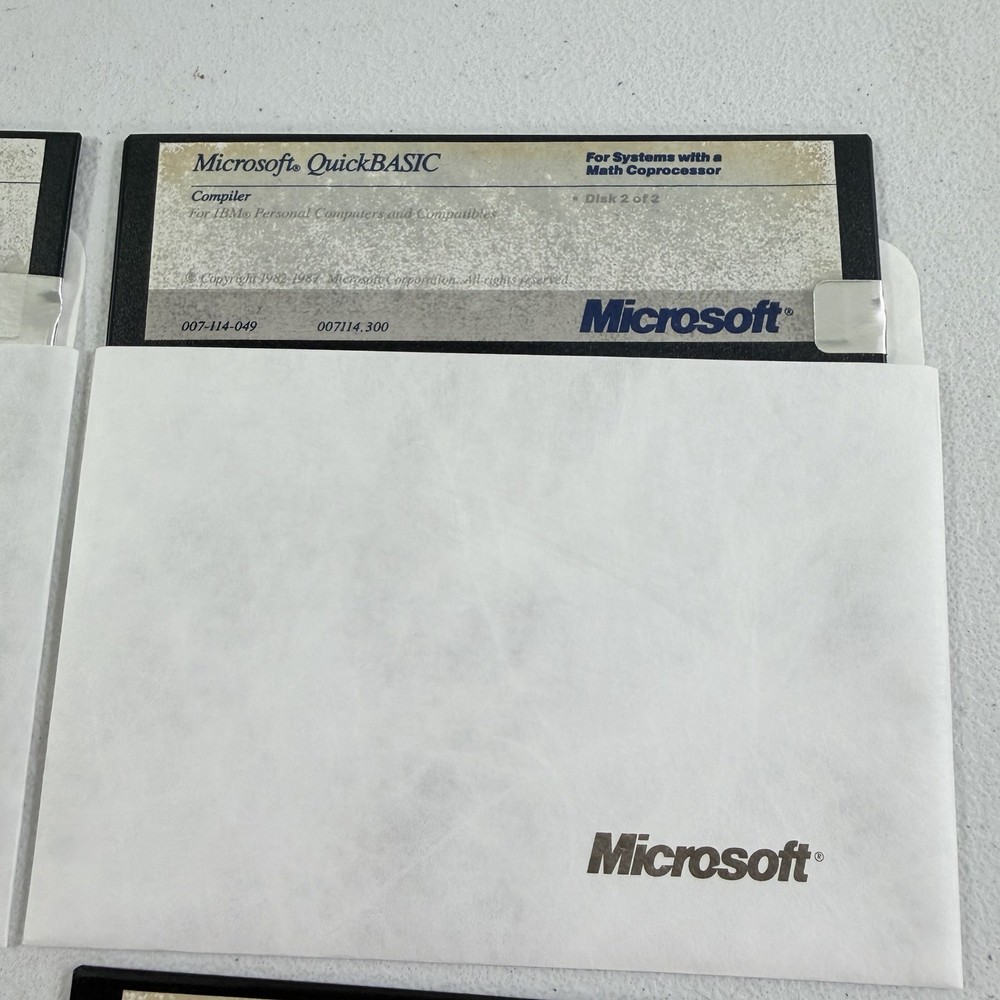 Microsoft® QuickBASIC
For Systems with a
Math Coprocessor
Compiler
• Disk 2 of 2
For IBM® Personal Computers and Compatibles
© Copyright 1982-1987 Microsoft Corporation. All rights reserved.
007-114-049 007114.300
Microsoft®
Microsoft®